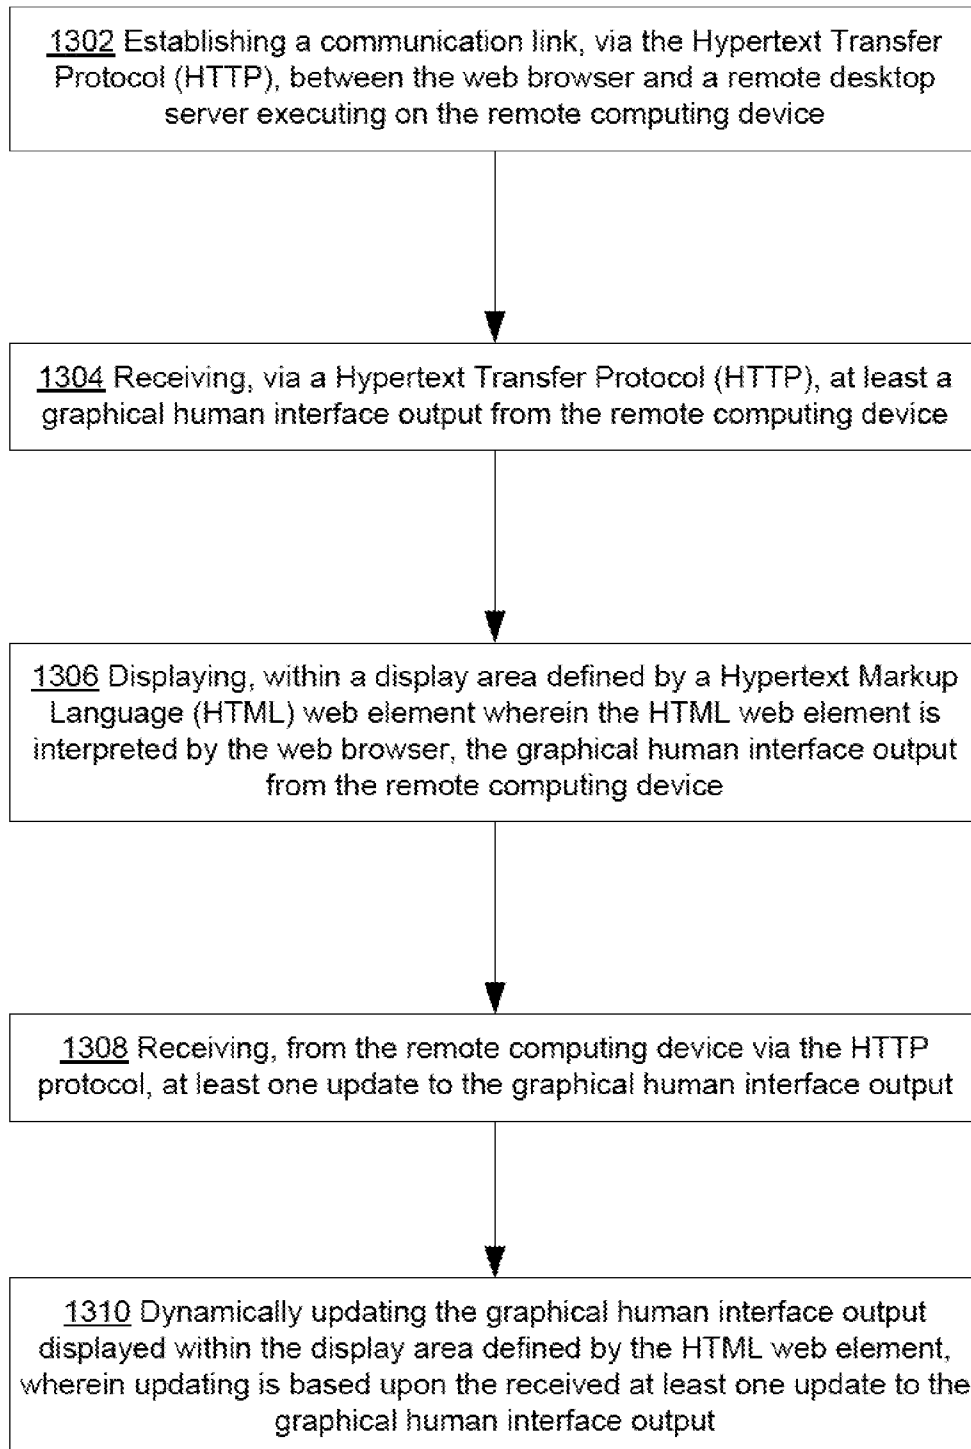 1302 Establishing a communication link, via the Hypertext Transfer
Protocol (HTTP), between the web browser and a remote desktop
server executing on the remote computing device
1304 Receiving, via a Hypertext Transfer Protocol (HTTP), at least a
graphical human interface output from the remote computing device
1306 Displaying, within a display area defined by a Hypertext Markup
Language (HTML) web element wherein the HTML web element is
interpreted by the web browser, the graphical human interface output
from the remote computing device
1308 Receiving, from the remote computing device via the HTTP
protocol, at least one update to the graphical human interface output
1310 Dynamically updating the graphical human interface output
displayed within the display area defined by the HTML web element,
wherein updating is based upon the received at least one update to the
graphical human interface output